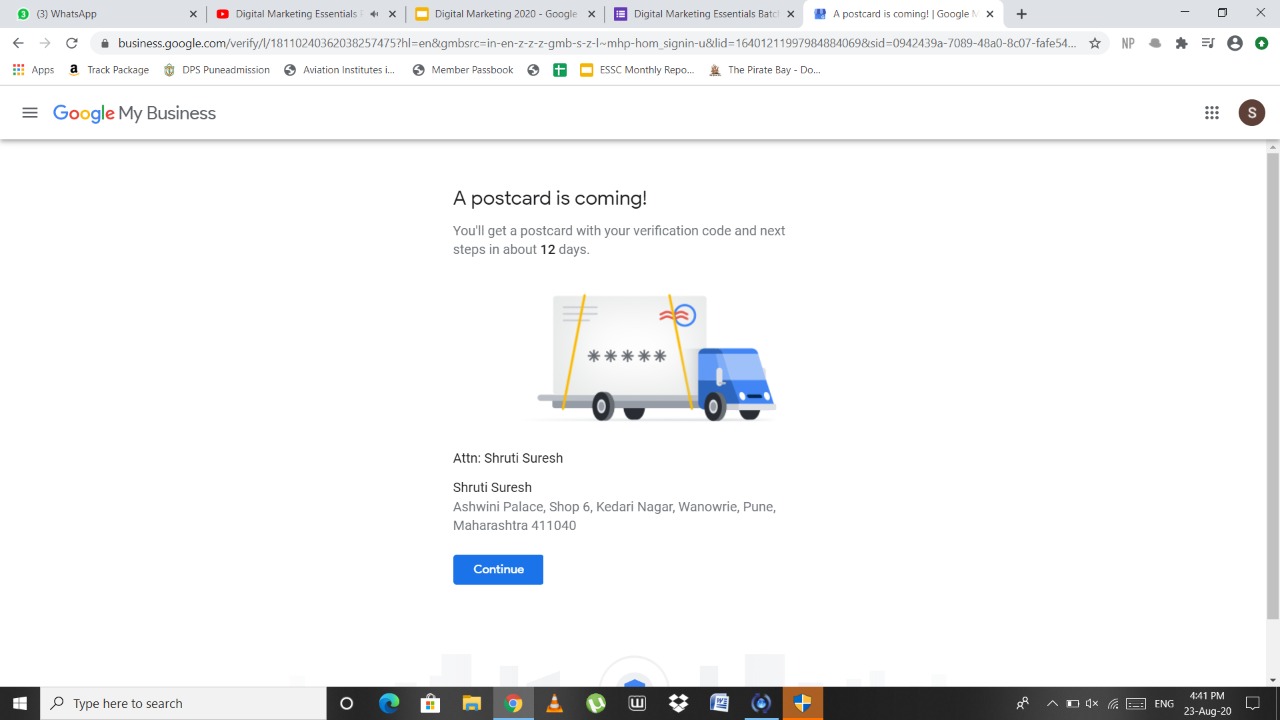 (3) WhatsApp
Digital Marketing Essentials
Digital Marketing 2020 - Google
Digital Marketing Essentials Batch
A postcard is coming! | Google M
business.google.com/verify/l/18110240362038257475?hl=en&gmbsrc=in-en-z-z-z-gmb-s-z-l~mhp-hom_signin-u&lid=16401211997984884069&sid=0942439a-7089-48a0-8c07-fafe54...
NP
Apps
Track Package
DPS Puneadmission
Aviation Institutes i...
Member Passbook
ESSC Monthly Repo...
The Pirate Bay - Do...
Google My Business
S
A postcard is coming!
You'll get a postcard with your verification code and next
steps in about 12 days.
*****
Attn: Shruti Suresh
Shruti Suresh
Ashwini Palace, Shop 6, Kedari Nagar, Wanowrie, Pune,
Maharashtra 411040
Continue
Type here to search
ENG
4:41 PM
23-Aug-20